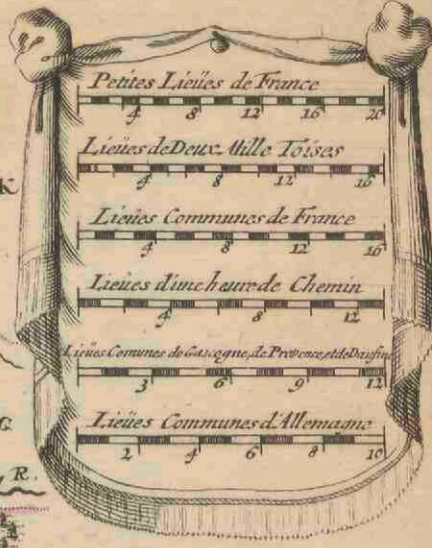 Petites Lieües de France
4 8 12 16 20
Lieües de Deux Mille Toises
4 8 12 16
Lieües Communes de France
4 8 12 16
Lieües d'une heure de Chemin
4 8 12
Lieües Comunes de Gascogne, de Provence, et de Daufiné
3 6 9 12
Lieües Communes d'Allemagne
2 4 6 8 10
K
G
R.